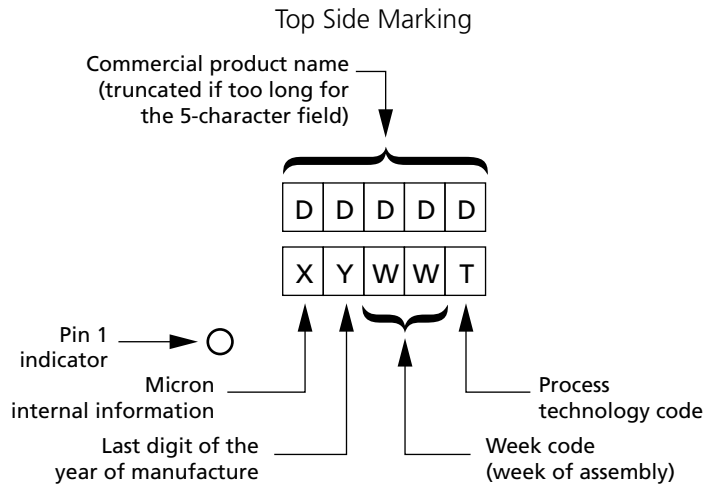 Top Side Marking
Commercial product name
(truncated if too long for
the 5-character field)
D D D D D
X Y W W T
Pin 1
indicator
Micron
internal information
Process
technology code
Last digit of the
year of manufacture
Week code
(week of assembly)